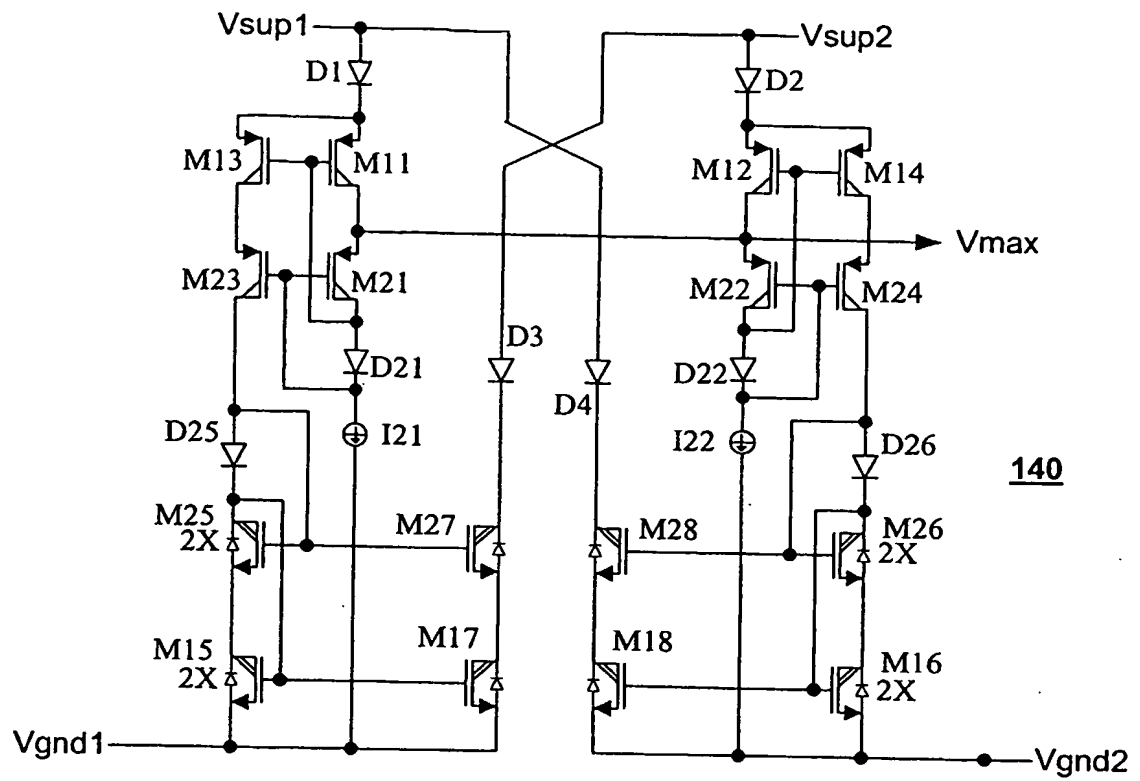 Vsup1 Vsup2
D1 D2
M13 M11 M12 M14
Vmax
M23 M21 M22 M24
D3
D21 D22
D4
D25 I21 I22 D26
140
M25 M27 M28 M26
2X 2X
M15 M17 M18 M16
2X 2X
Vgnd1 Vgnd2